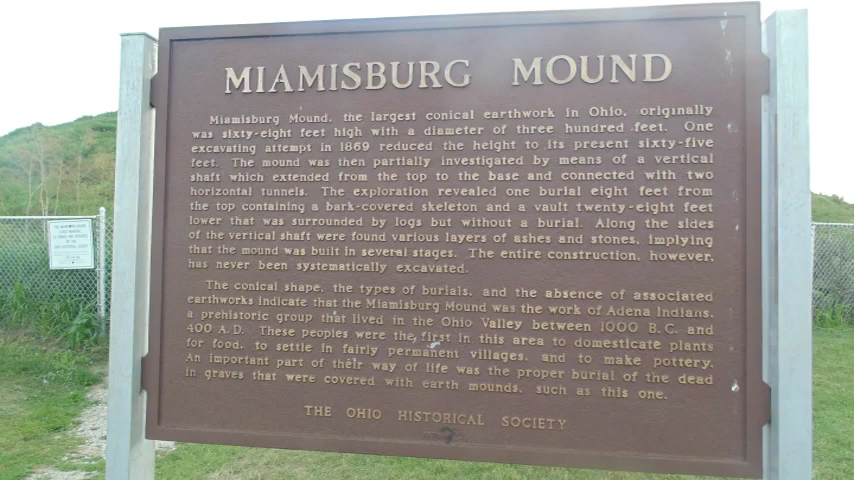 MIAMISBURG MOUND
Miamisburg Mound, the largest conical earthwork in Ohio, originally
was sixty-eight feet high with a diameter of three hundred feet. One
excavating attempt in 1869 reduced the height to its present sixty-five
feet. The mound was then partially investigated by means of a vertical
shaft which extended from the top to the base and connected with two
horizontal tunnels. The exploration revealed one burial eight feet from
the top containing a bark-covered skeleton and a vault twenty-eight feet
lower that was surrounded by logs but without a burial. Along the sides
of the vertical shaft were found various layers of ashes and stones, implying
that the mound was built in several stages. The entire construction, however,
has never been systematically excavated.
The conical shape, the types of burials, and the absence of associated
earthworks indicate that the Miamisburg Mound was the work of Adena Indians,
a prehistoric group that lived in the Ohio Valley between 1000 B.C. and
400 A.D. These peoples were the first in this area to domesticate plants
for food, to settle in fairly permanent villages, and to make pottery.
An important part of their way of life was the proper burial of the dead
in graves that were covered with earth mounds, such as this one.
THE OHIO HISTORICAL SOCIETY